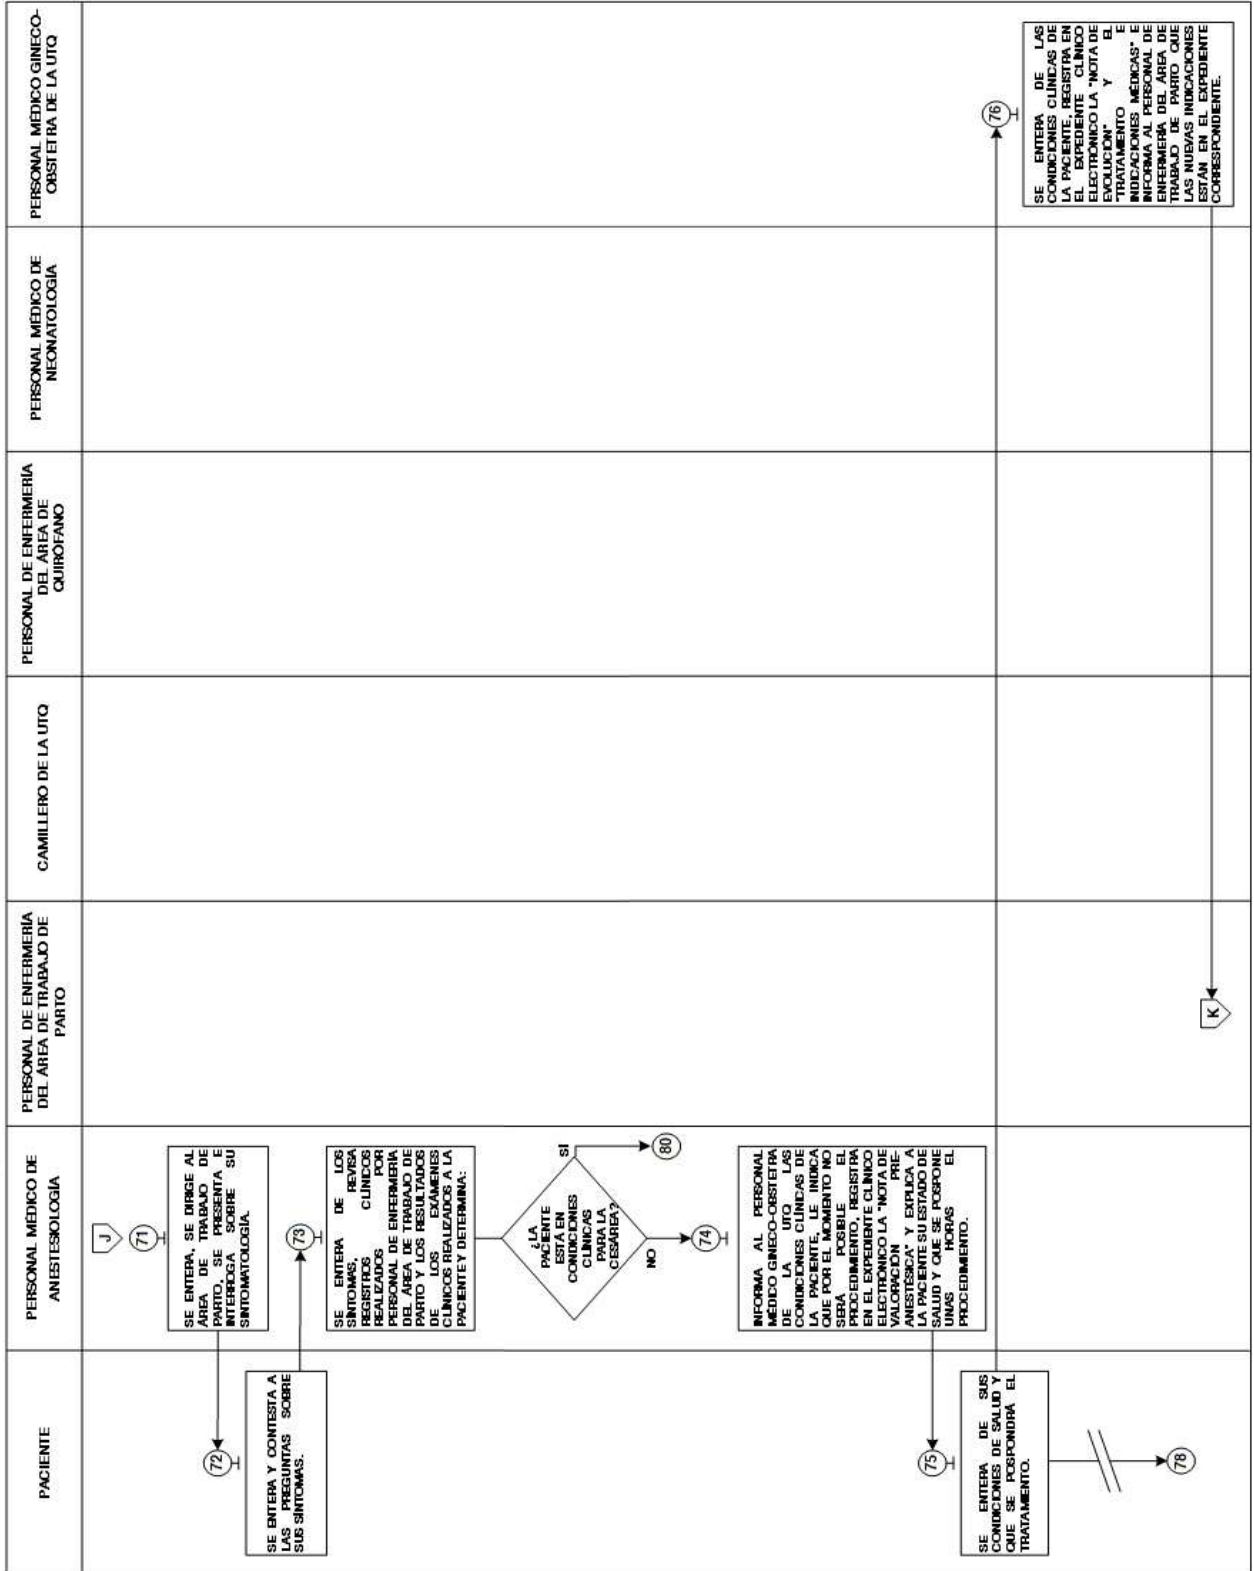 PACIENTE
PERSONAL MÉDICO DE
ANESTESIOLOGÍA
PERSONAL DE ENFERMERÍA
DEL ÁREA DE TRABAJO DE
PARTO
CAMILLERO DE LA UTQ
PERSONAL DE ENFERMERÍA
DEL ÁREA DE
QUIRÓFANO
PERSONAL MÉDICO DE
NEONATOLOGÍA
PERSONAL MÉDICO GINECO-
OBSTETRA DE LA UTQ
J
71
SE ENTERA, SE DIRIGE AL
ÁREA DE TRABAJO DE
PARTO, SE PRESENTA E
INTERROGA SOBRE SU
SINTOMATOLOGÍA.
72
SE ENTERA Y CONTESTA A
LAS PREGUNTAS SOBRE
SUS SÍNTOMAS.
73
SE ENTERA DE LOS
SÍNTOMAS, REVISA
REGISTROS CLÍNICOS
REALIZADOS POR
PERSONAL DE ENFERMERÍA
DEL ÁREA DE TRABAJO DE
PARTO Y LOS RESULTADOS
DE LOS EXÁMENES
CLÍNICOS REALIZADOS A LA
PACIENTE Y DETERMINA:
¿LA
PACIENTE
ESTÁ EN
CONDICIONES
CLÍNICAS
PARA LA
CESÁREA?
SI
80
NO
74
INFORMA AL PERSONAL
MÉDICO GINECO-OBSTETRA
DE LA UTQ LAS
CONDICIONES CLÍNICAS DE
LA PACIENTE, LE INDICA
QUE POR EL MOMENTO NO
SERÁ POSIBLE EL
PROCEDIMIENTO, REGISTRA
EN EL EXPEDIENTE CLÍNICO
ELECTRÓNICO LA "NOTA DE
VALORACIÓN PRE-
ANESTÉSICA" Y EXPLICA A
LA PACIENTE SU ESTADO DE
SALUD Y QUE SE POSPONE
UNAS HORAS EL
PROCEDIMIENTO.
75
SE ENTERA DE SUS
CONDICIONES DE SALUD Y
QUE SE POSPONDRÁ EL
TRATAMIENTO.
78
76
SE ENTERA DE LAS
CONDICIONES CLÍNICAS DE
LA PACIENTE, REGISTRA EN
EL EXPEDIENTE CLÍNICO
ELECTRÓNICO LA "NOTA DE
EVOLUCIÓN" Y EL
"TRATAMIENTO E
INDICACIONES MÉDICAS" E
INFORMA AL PERSONAL DE
ENFERMERÍA DEL ÁREA DE
TRABAJO DE PARTO QUE
LAS NUEVAS INDICACIONES
ESTÁN EN EL EXPEDIENTE
CORRESPONDIENTE.
K